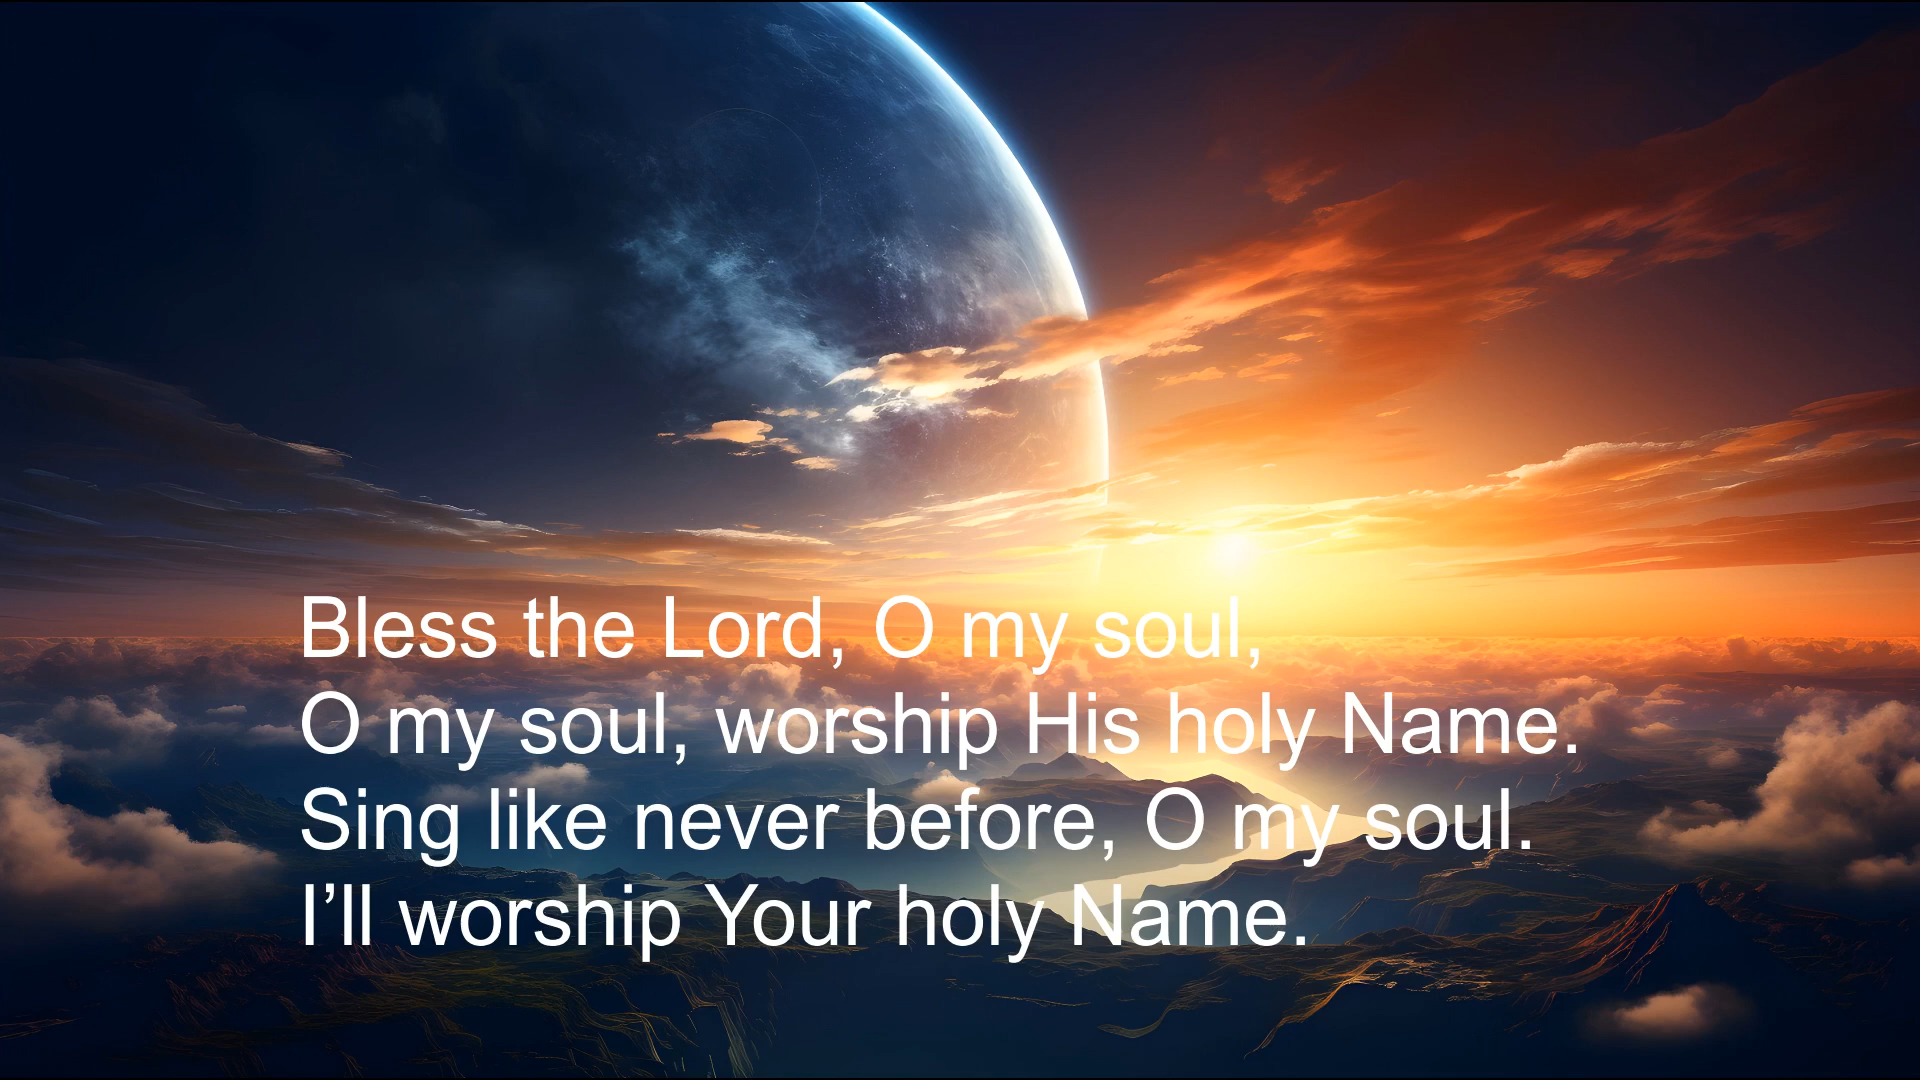 Bless the Lord, O my soul,
O my soul, worship His holy Name.
Sing like never before, O my soul.
I’ll worship Your holy Name.